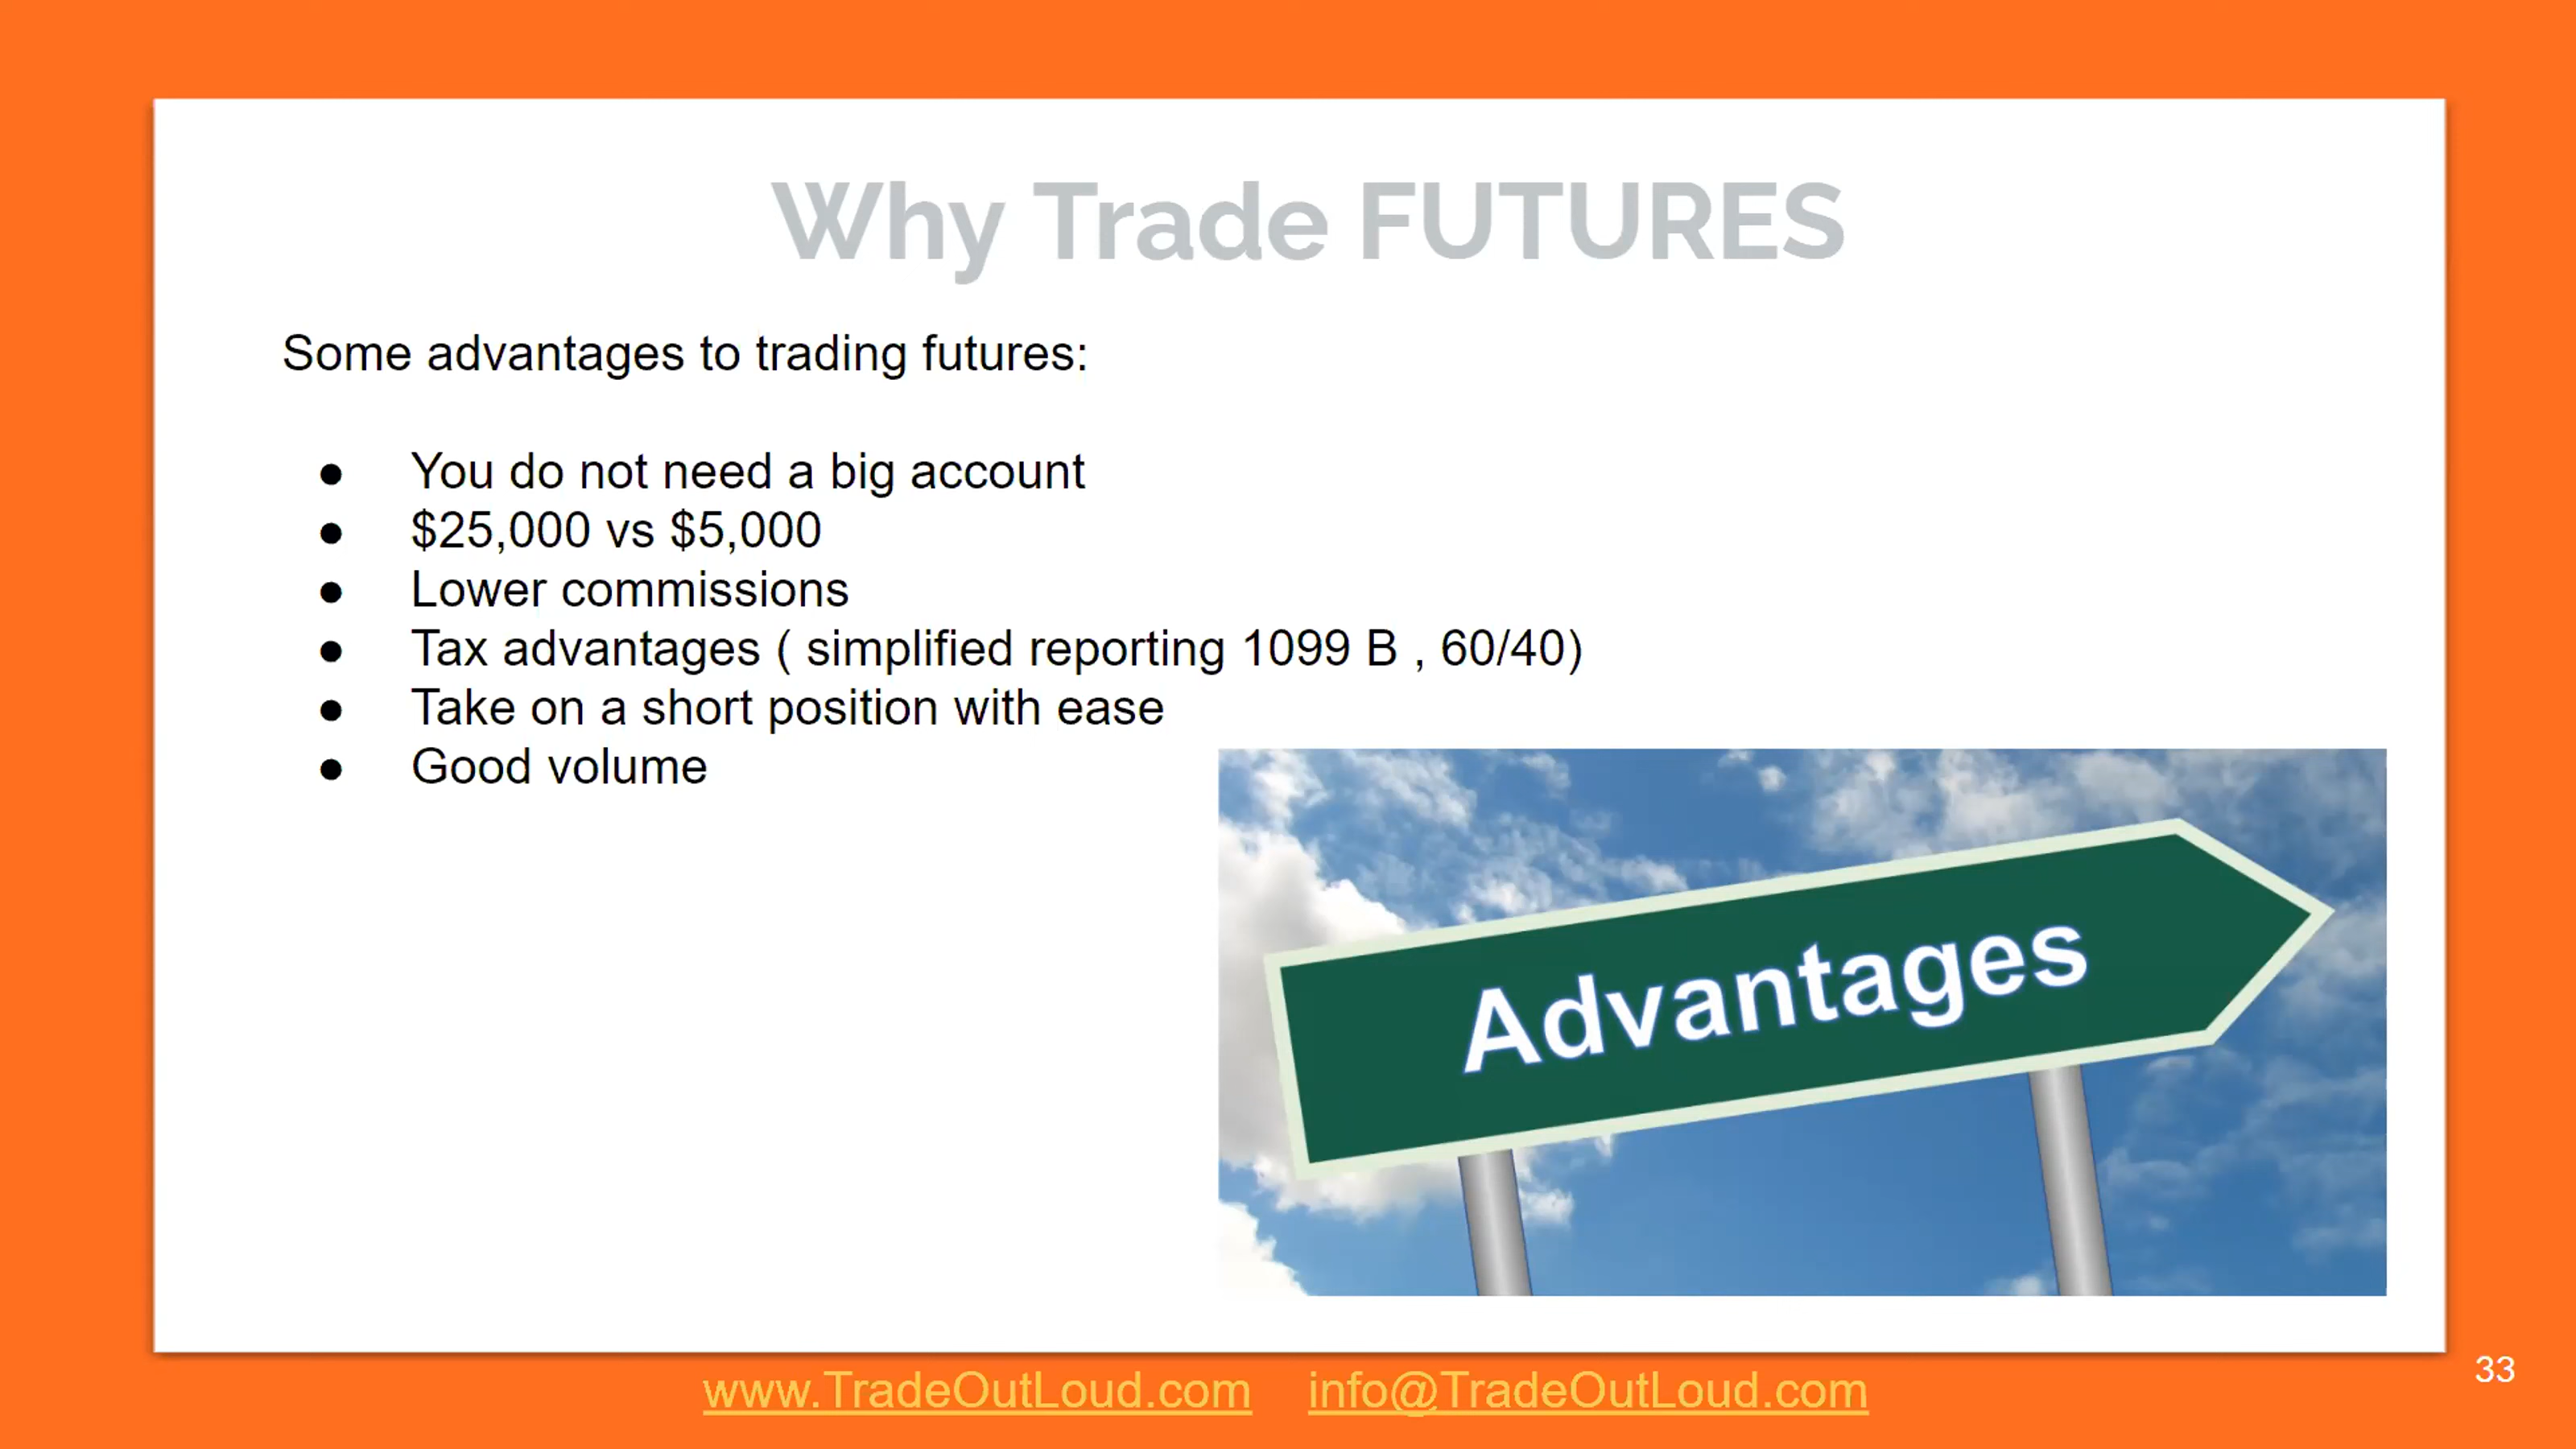 Why Trade FUTURES
Some advantages to trading futures:
● You do not need a big account
● $25,000 vs $5,000
● Lower commissions
● Tax advantages ( simplified reporting 1099 B , 60/40)
● Take on a short position with ease
● Good volume
Advantages
www.TradeOutLoud.com info@TradeOutLoud.com
33